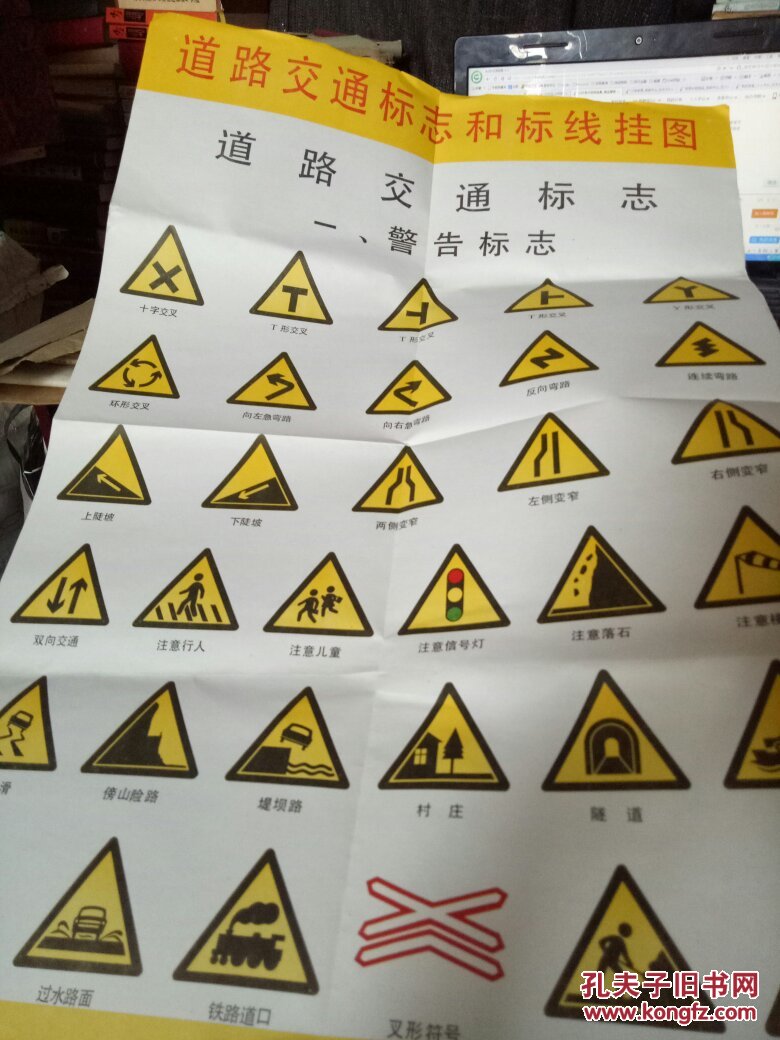 道路交通标志和标线挂图
道路交通标志
一、警告标志
十字交叉
T形交叉
T形交叉
T形交叉
Y形交叉
环形交叉
向左急弯路
向右急弯路
反向弯路
连续弯路
上陡坡
下陡坡
两侧变窄
左侧变窄
右侧变窄
双向交通
注意行人
注意儿童
注意信号灯
注意落石
注意横
滑
傍山险路
堤坝路
村庄
隧道
过水路面
铁路道口
叉形符号
孔夫子旧书网
www.kongfz.com